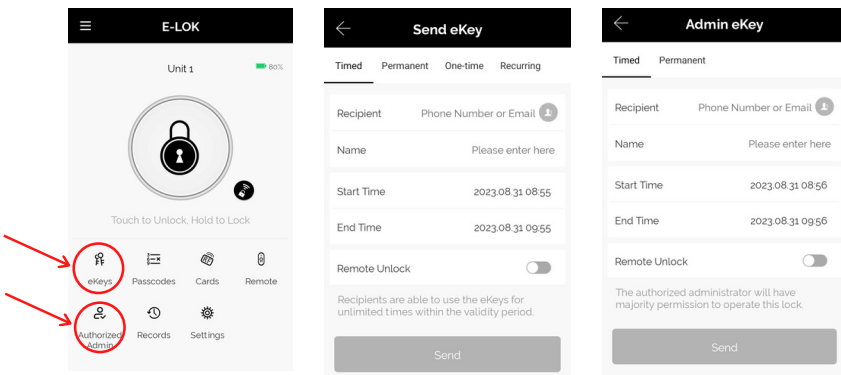 E-LOK
Unit 1
80%
Touch to Unlock, Hold to Lock
eKeys
Passcodes
Cards
Remote
Authorized
Admin
Records
Settings
Send eKey
Timed
Permanent
One-time
Recurring
Recipient
Phone Number or Email
Name
Please enter here
Start Time
2023.08.31 08:55
End Time
2023.08.31 09:55
Remote Unlock
Recipients are able to use the eKeys for
unlimited times within the validity period.
Send
Admin eKey
Timed
Permanent
Recipient
Phone Number or Email
Name
Please enter here
Start Time
2023.08.31 08:56
End Time
2023.08.31 09:56
Remote Unlock
The authorized administrator will have
majority permission to operate this lock.
Send